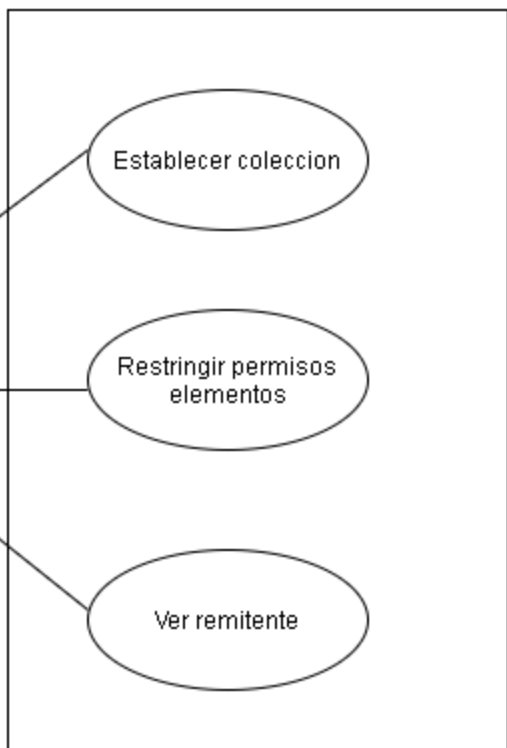 Establecer coleccion
Restringir permisos
elementos
Ver remitente